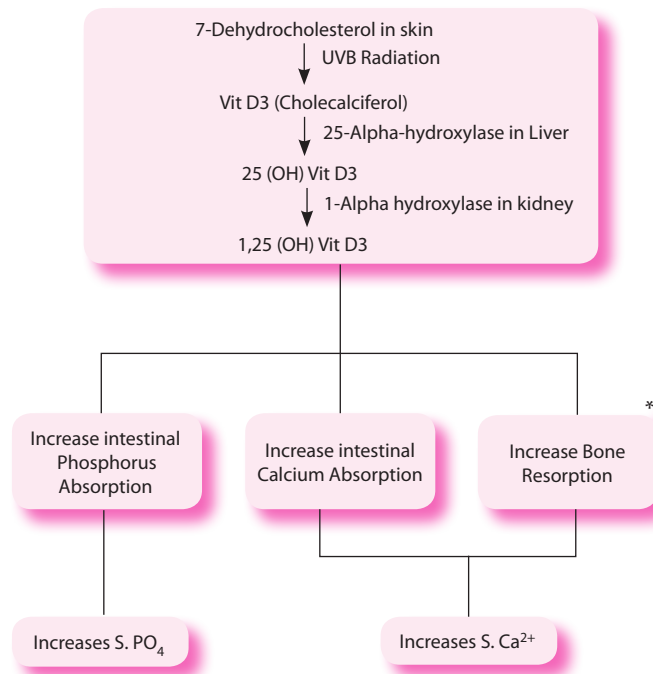 7-Dehydrocholesterol in skin
UVB Radiation
Vit D3 (Cholecalciferol)
25-Alpha-hydroxylase in Liver
25 (OH) Vit D3
1-Alpha hydroxylase in kidney
1,25 (OH) Vit D3
Increase intestinal
Phosphorus
Absorption
Increase intestinal
Calcium Absorption
*
Increase Bone
Resorption
Increases S. PO₄
Increases S. Ca²⁺